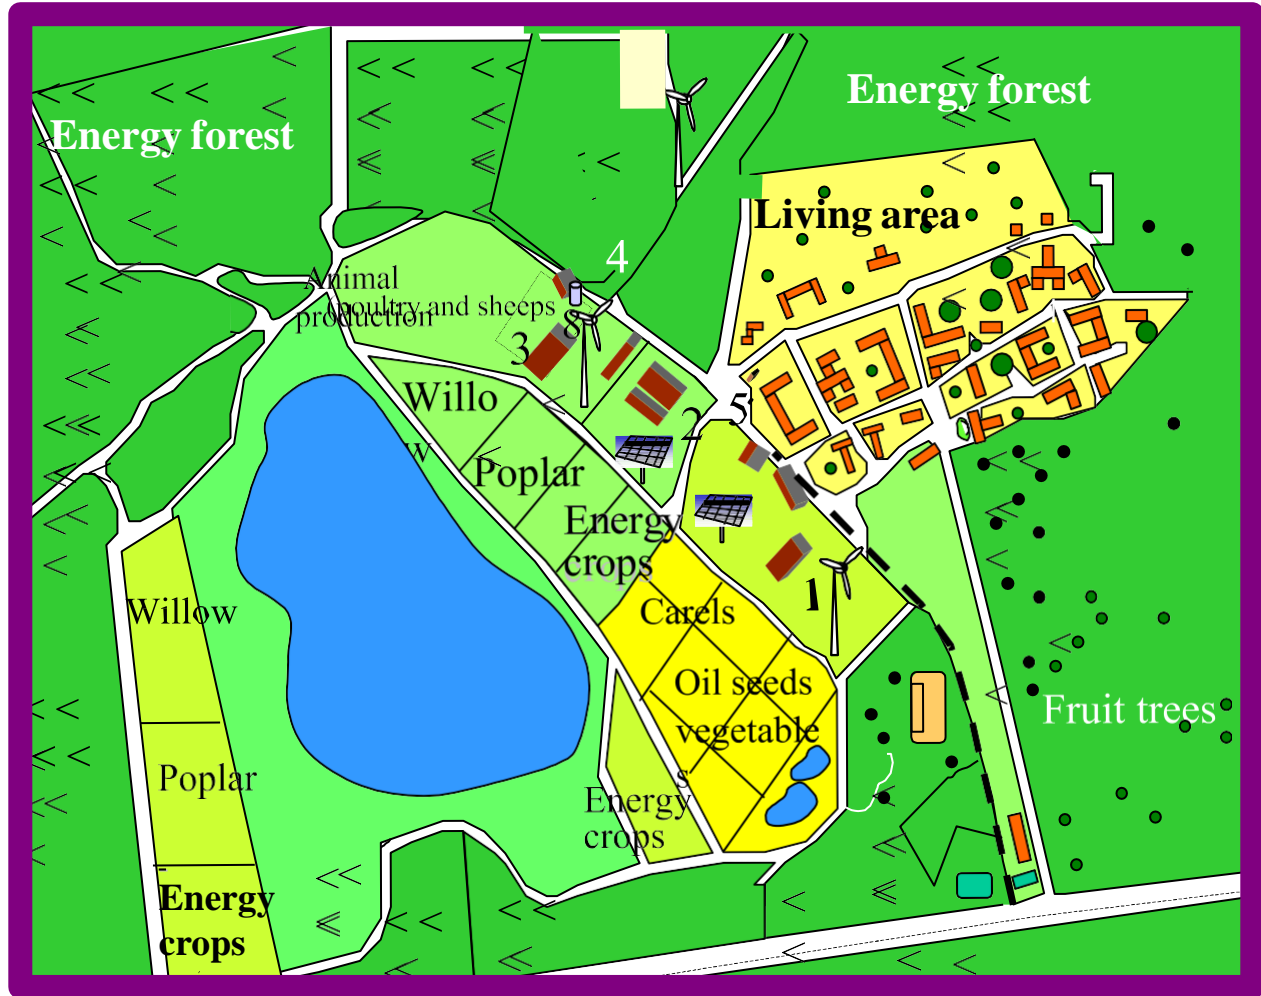 Energy forest
Energy forest
Living area
4
Animal
(poultry and sheeps
production
8
3
Willo
w
5
2
Poplar
Energy
crops
1
Carels
Willow
Oil seeds
vegetable
s
Fruit trees
Poplar
Energy
crops
Energy
crops